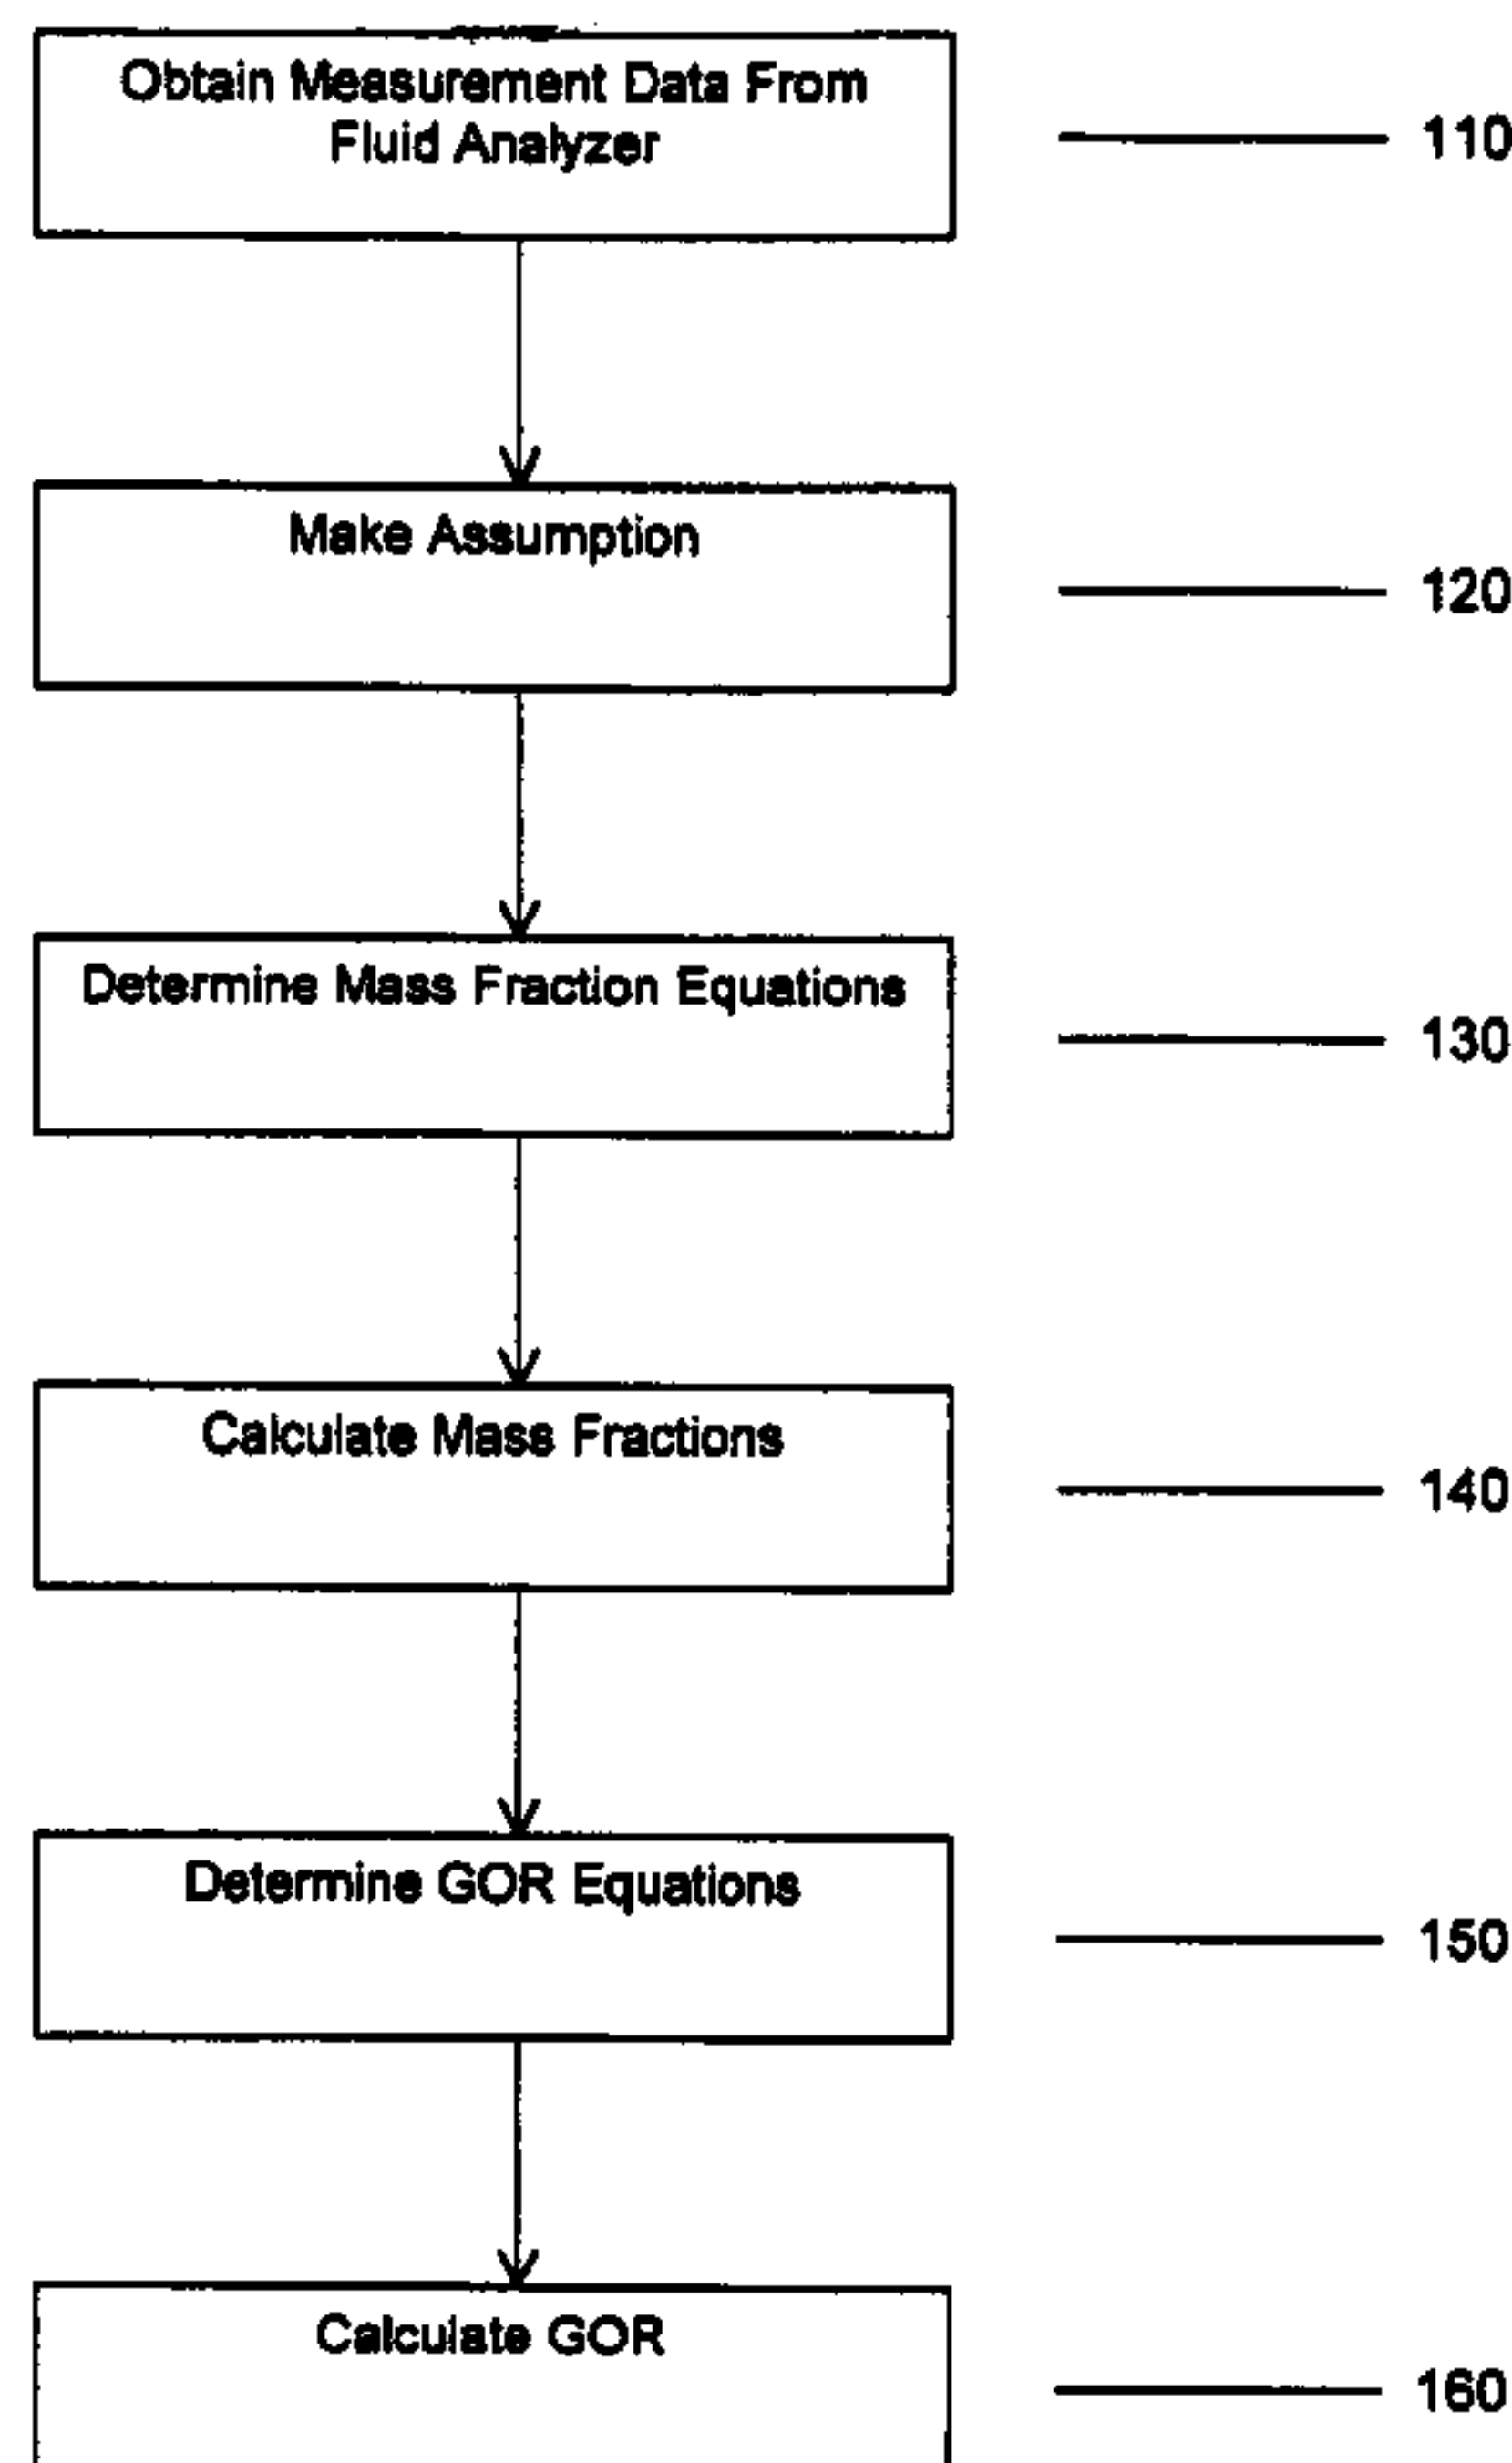 Obtain Measurement Data From
Fluid Analyzer
110
Make Assumption
120
Determine Mass Fraction Equations
130
Calculate Mass Fractions
140
Determine GOR Equations
150
Calculate GOR
160